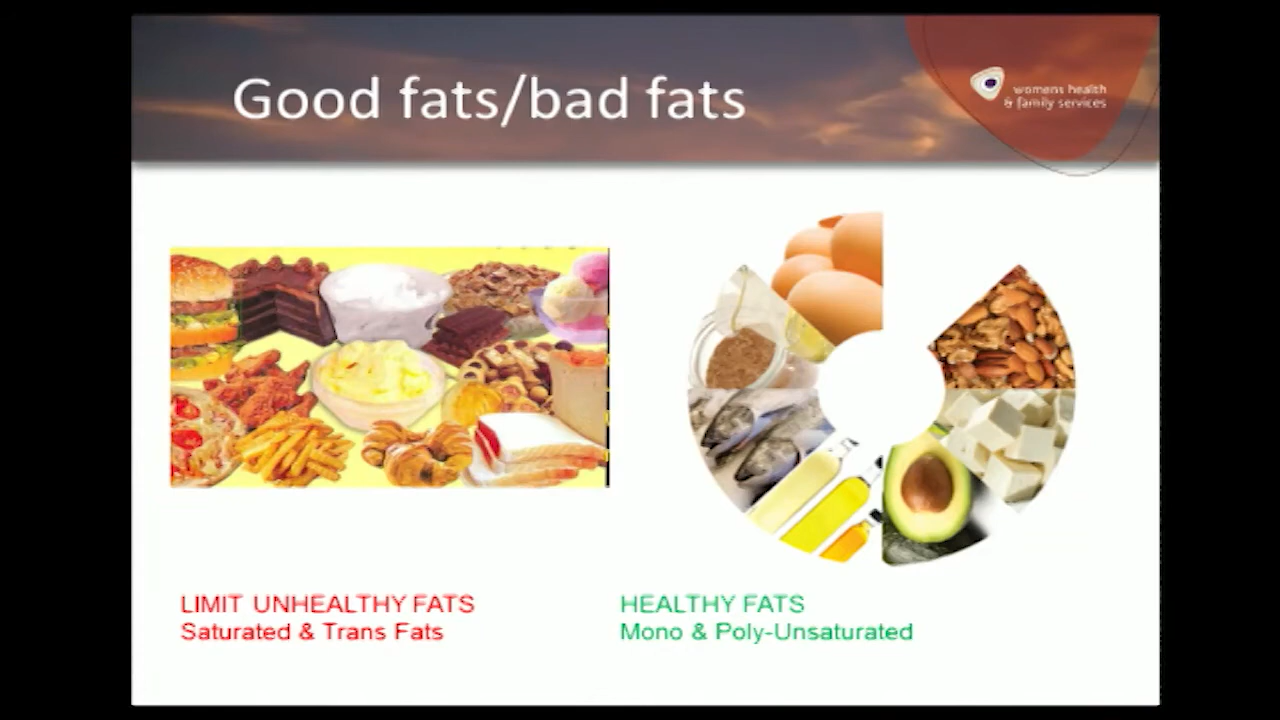 Good fats/bad fats
womens health
& family services
LIMIT UNHEALTHY FATS
Saturated & Trans Fats
HEALTHY FATS
Mono & Poly-Unsaturated